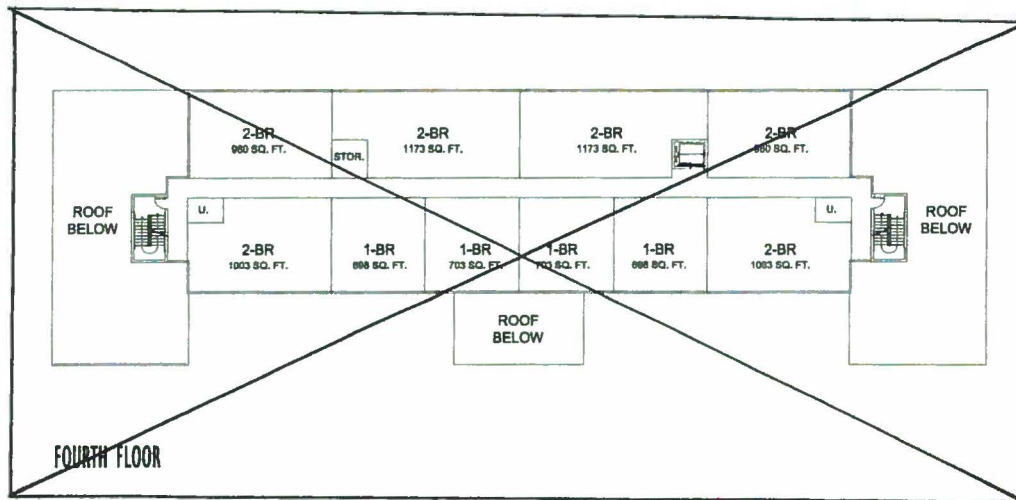 2-BR
960 SQ. FT.
2-BR
1173 SQ. FT.
2-BR
1173 SQ. FT.
2-BR
960 SQ. FT.
STOR.
ROOF
BELOW
U.
U.
ROOF
BELOW
2-BR
1003 SQ. FT.
1-BR
698 SQ. FT.
1-BR
703 SQ. FT.
1-BR
703 SQ. FT.
1-BR
698 SQ. FT.
2-BR
1003 SQ. FT.
ROOF
BELOW
FOURTH FLOOR